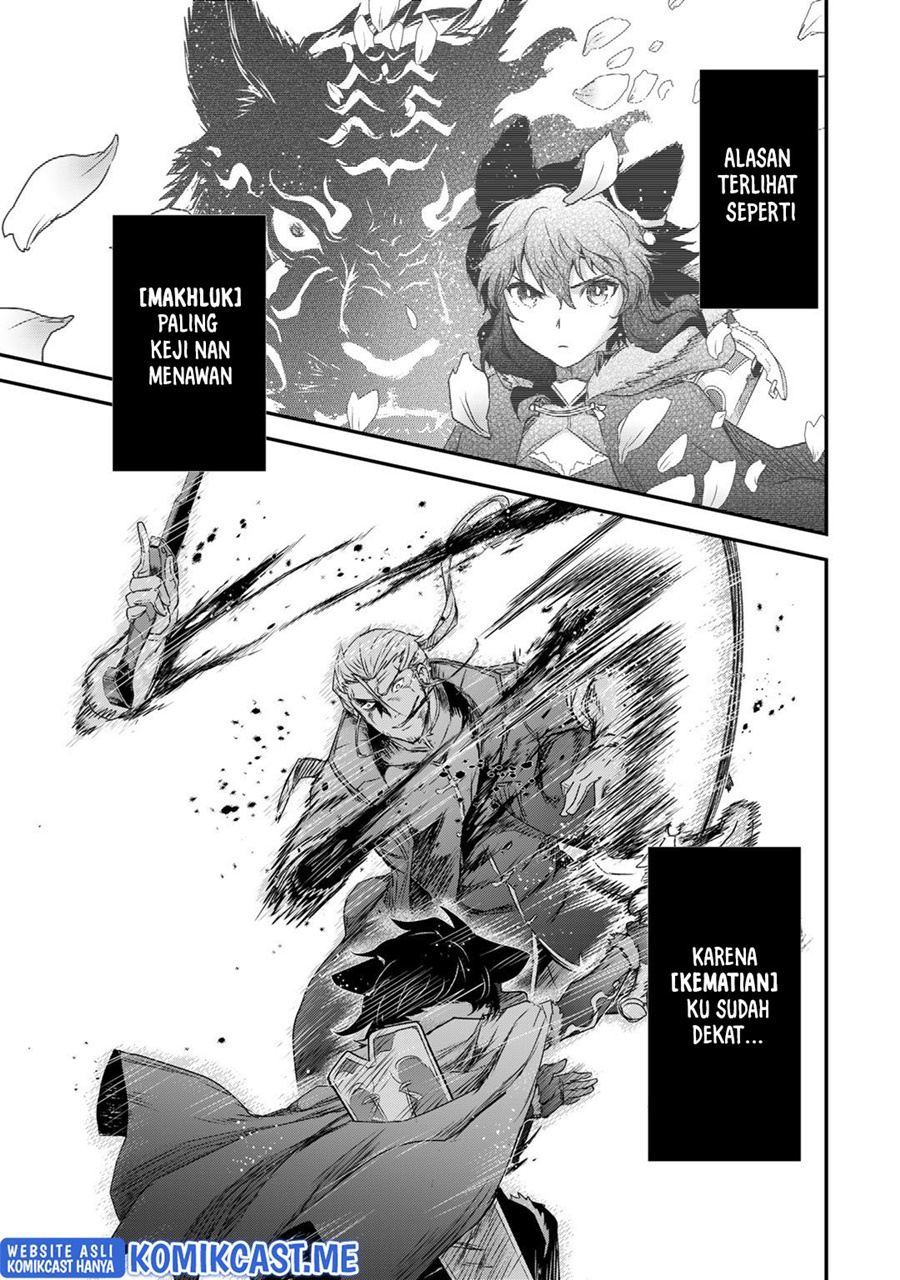 ALASAN
TERLIHAT
SEPERTI
[MAKHLUK]
PALING
KEJI NAN
MENAWAN
KARENA
[KEMATIAN]
KU SUDAH
DEKAT...
WEBSITE ASLI
KOMIKCAST HANYA
KOMIKCAST.ME